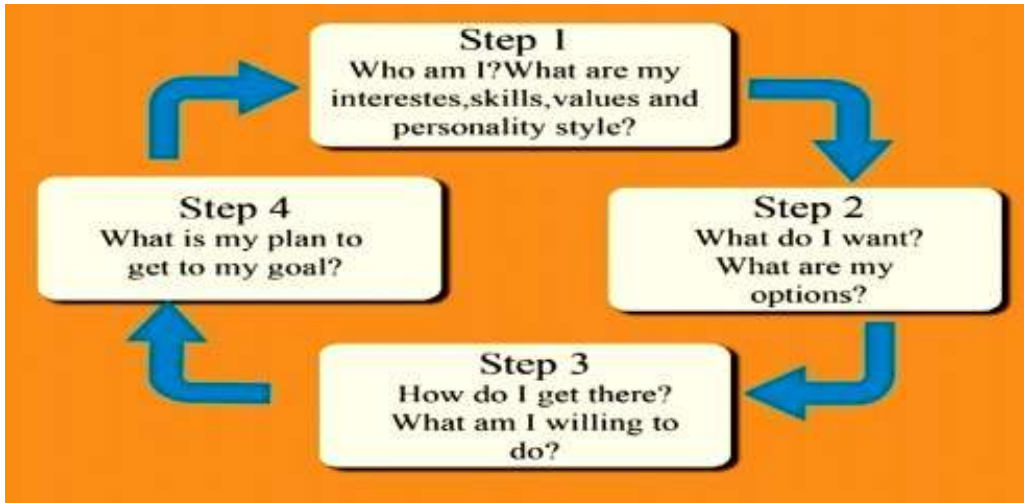 Step 1
Who am I?What are my
interestes,skills,values and
personality style?
Step 2
What do I want?
What are my
options?
Step 3
How do I get there?
What am I willing to
do?
Step 4
What is my plan to
get to my goal?